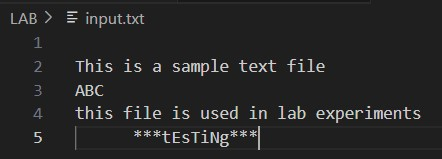 LAB > input.txt
1
2 This is a sample text file
3 ABC
4 this file is used in lab experiments
5 ***tEsTiNg***